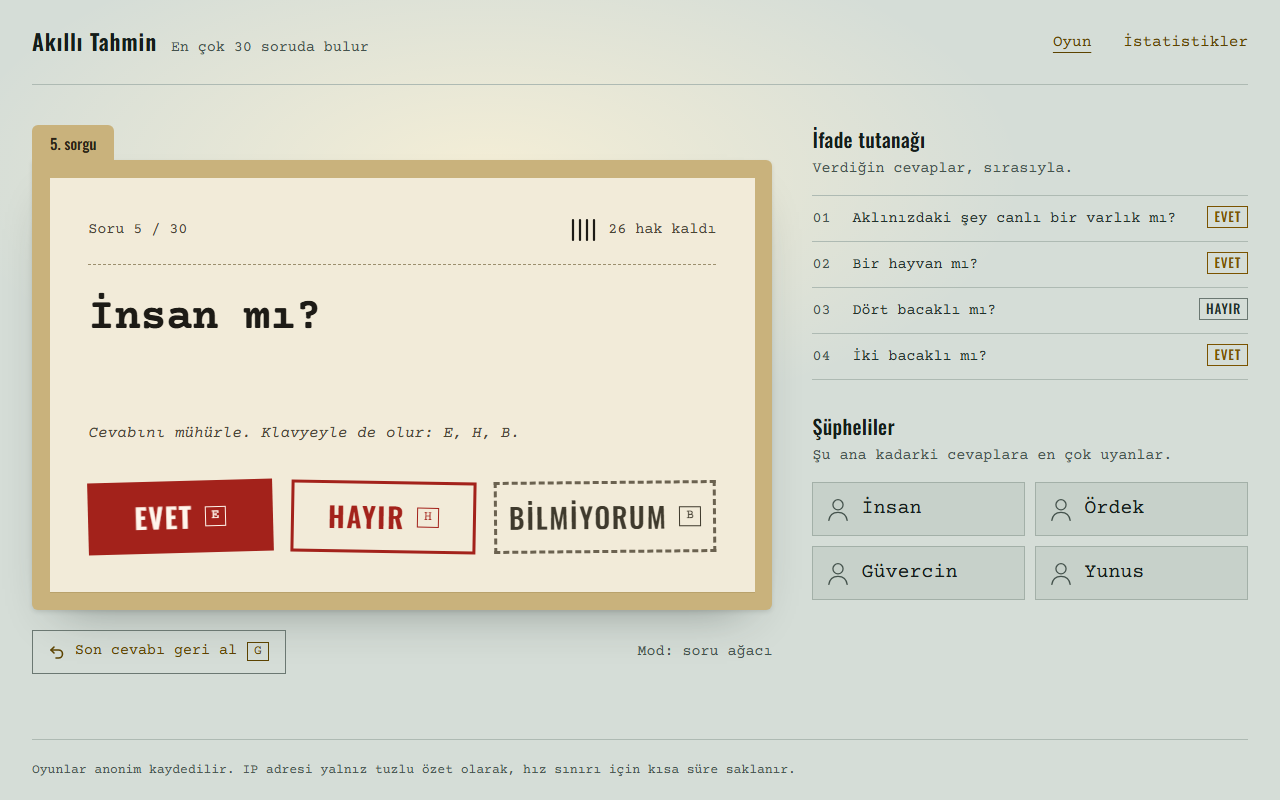 Akıllı Tahmin En çok 30 soruda bulur
Oyun İstatistikler
5. sorgu
Soru 5 / 30
26 hak kaldı
İnsan mı?
Cevabını mühürle. Klavyeyle de olur: E, H, B.
EVET E
HAYIR H
BİLMİYORUM B
Son cevabı geri al G
Mod: soru ağacı
İfade tutanağı
Verdiğin cevaplar, sırasıyla.
01 Aklınızdaki şey canlı bir varlık mı? EVET
02 Bir hayvan mı? EVET
03 Dört bacaklı mı? HAYIR
04 İki bacaklı mı? EVET
Şüpheliler
Şu ana kadarki cevaplara en çok uyanlar.
İnsan
Ördek
Güvercin
Yunus
Oyunlar anonim kaydedilir. IP adresi yalnız tuzlu özet olarak, hız sınırı için kısa süre saklanır.